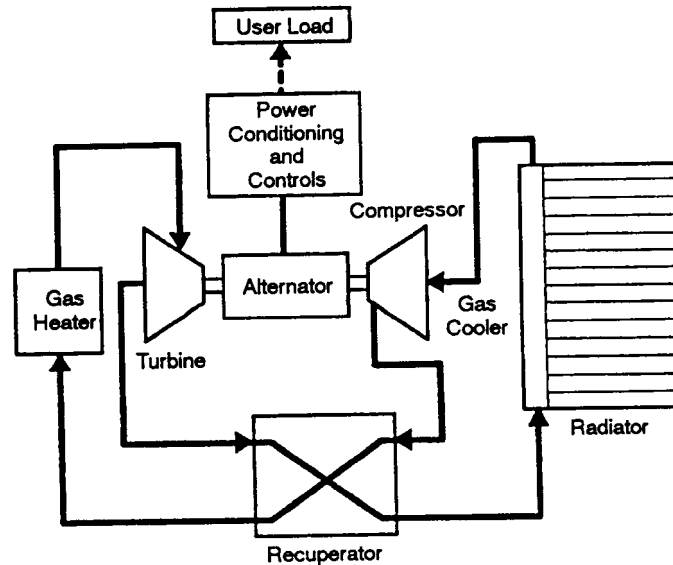 User Load
Power
Conditioning
and
Controls
Compressor
Gas
Heater
Alternator
Gas
Cooler
Turbine
Radiator
Recuperator